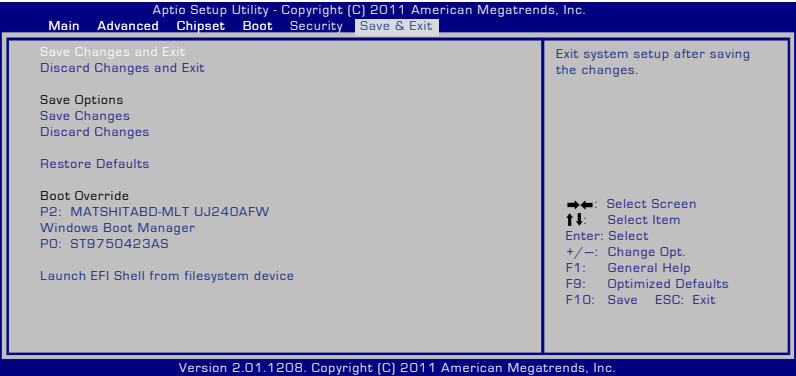 Aptio Setup Utility - Copyright (C) 2011 American Megatrends, Inc.
Main Advanced Chipset Boot Security Save & Exit
Save Changes and Exit
Discard Changes and Exit
Save Options
Save Changes
Discard Changes
Restore Defaults
Boot Override
P2: MATSHITABD-MLT UJ240AFW
Windows Boot Manager
P0: ST9750423AS
Launch EFI Shell from filesystem device
Exit system setup after saving
the changes.
→←: Select Screen
↑↓: Select Item
Enter: Select
+/—: Change Opt.
F1: General Help
F9: Optimized Defaults
F10: Save ESC: Exit
Version 2.01.1208. Copyright (C) 2011 American Megatrends, Inc.